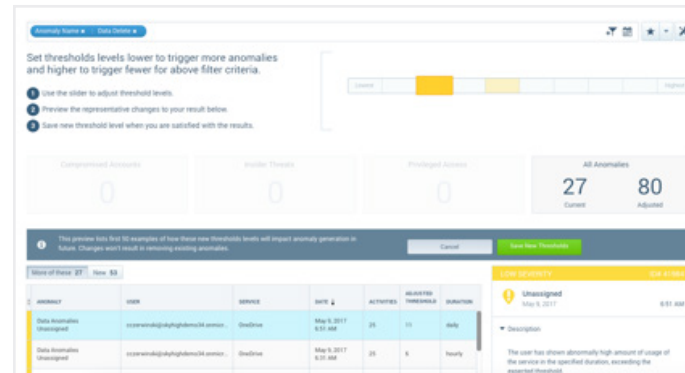 Anomaly Name x Data Delete x
Set thresholds levels lower to trigger more anomalies
and higher to trigger fewer for above filter criteria.
1 Use the slider to adjust threshold levels.
2 Preview the representative changes to your result below.
3 Save new threshold level when you are satisfied with the results.
Lowest highest
Compromised Accounts Insider Threats Privileged Access All Anomalies
0 0 0 27 80
Current Adjusted
This preview lists first 50 examples of how these new thresholds levels will impact anomaly generation in
future. Changes won't result in removing existing anomalies.
Cancel Save New Thresholds
More of these 27 New 53
LOW SEVERITY
ANOMALY USER SERVICE DATE ACTIVITIES ADJUSTED THRESHOLD DURATION
Unassigned
May 9, 2017 6:51 AM
Data Anomalies
Unassigned
OneDrive May 9, 2017
6:51 AM
25 11 daily
Description
Data Anomalies
Unassigned
OneDrive May 9, 2017
6:51 AM
25 6 hourly
The user has shown abnormally high amount of usage of
the service in the specified duration, exceeding the
expected threshold.